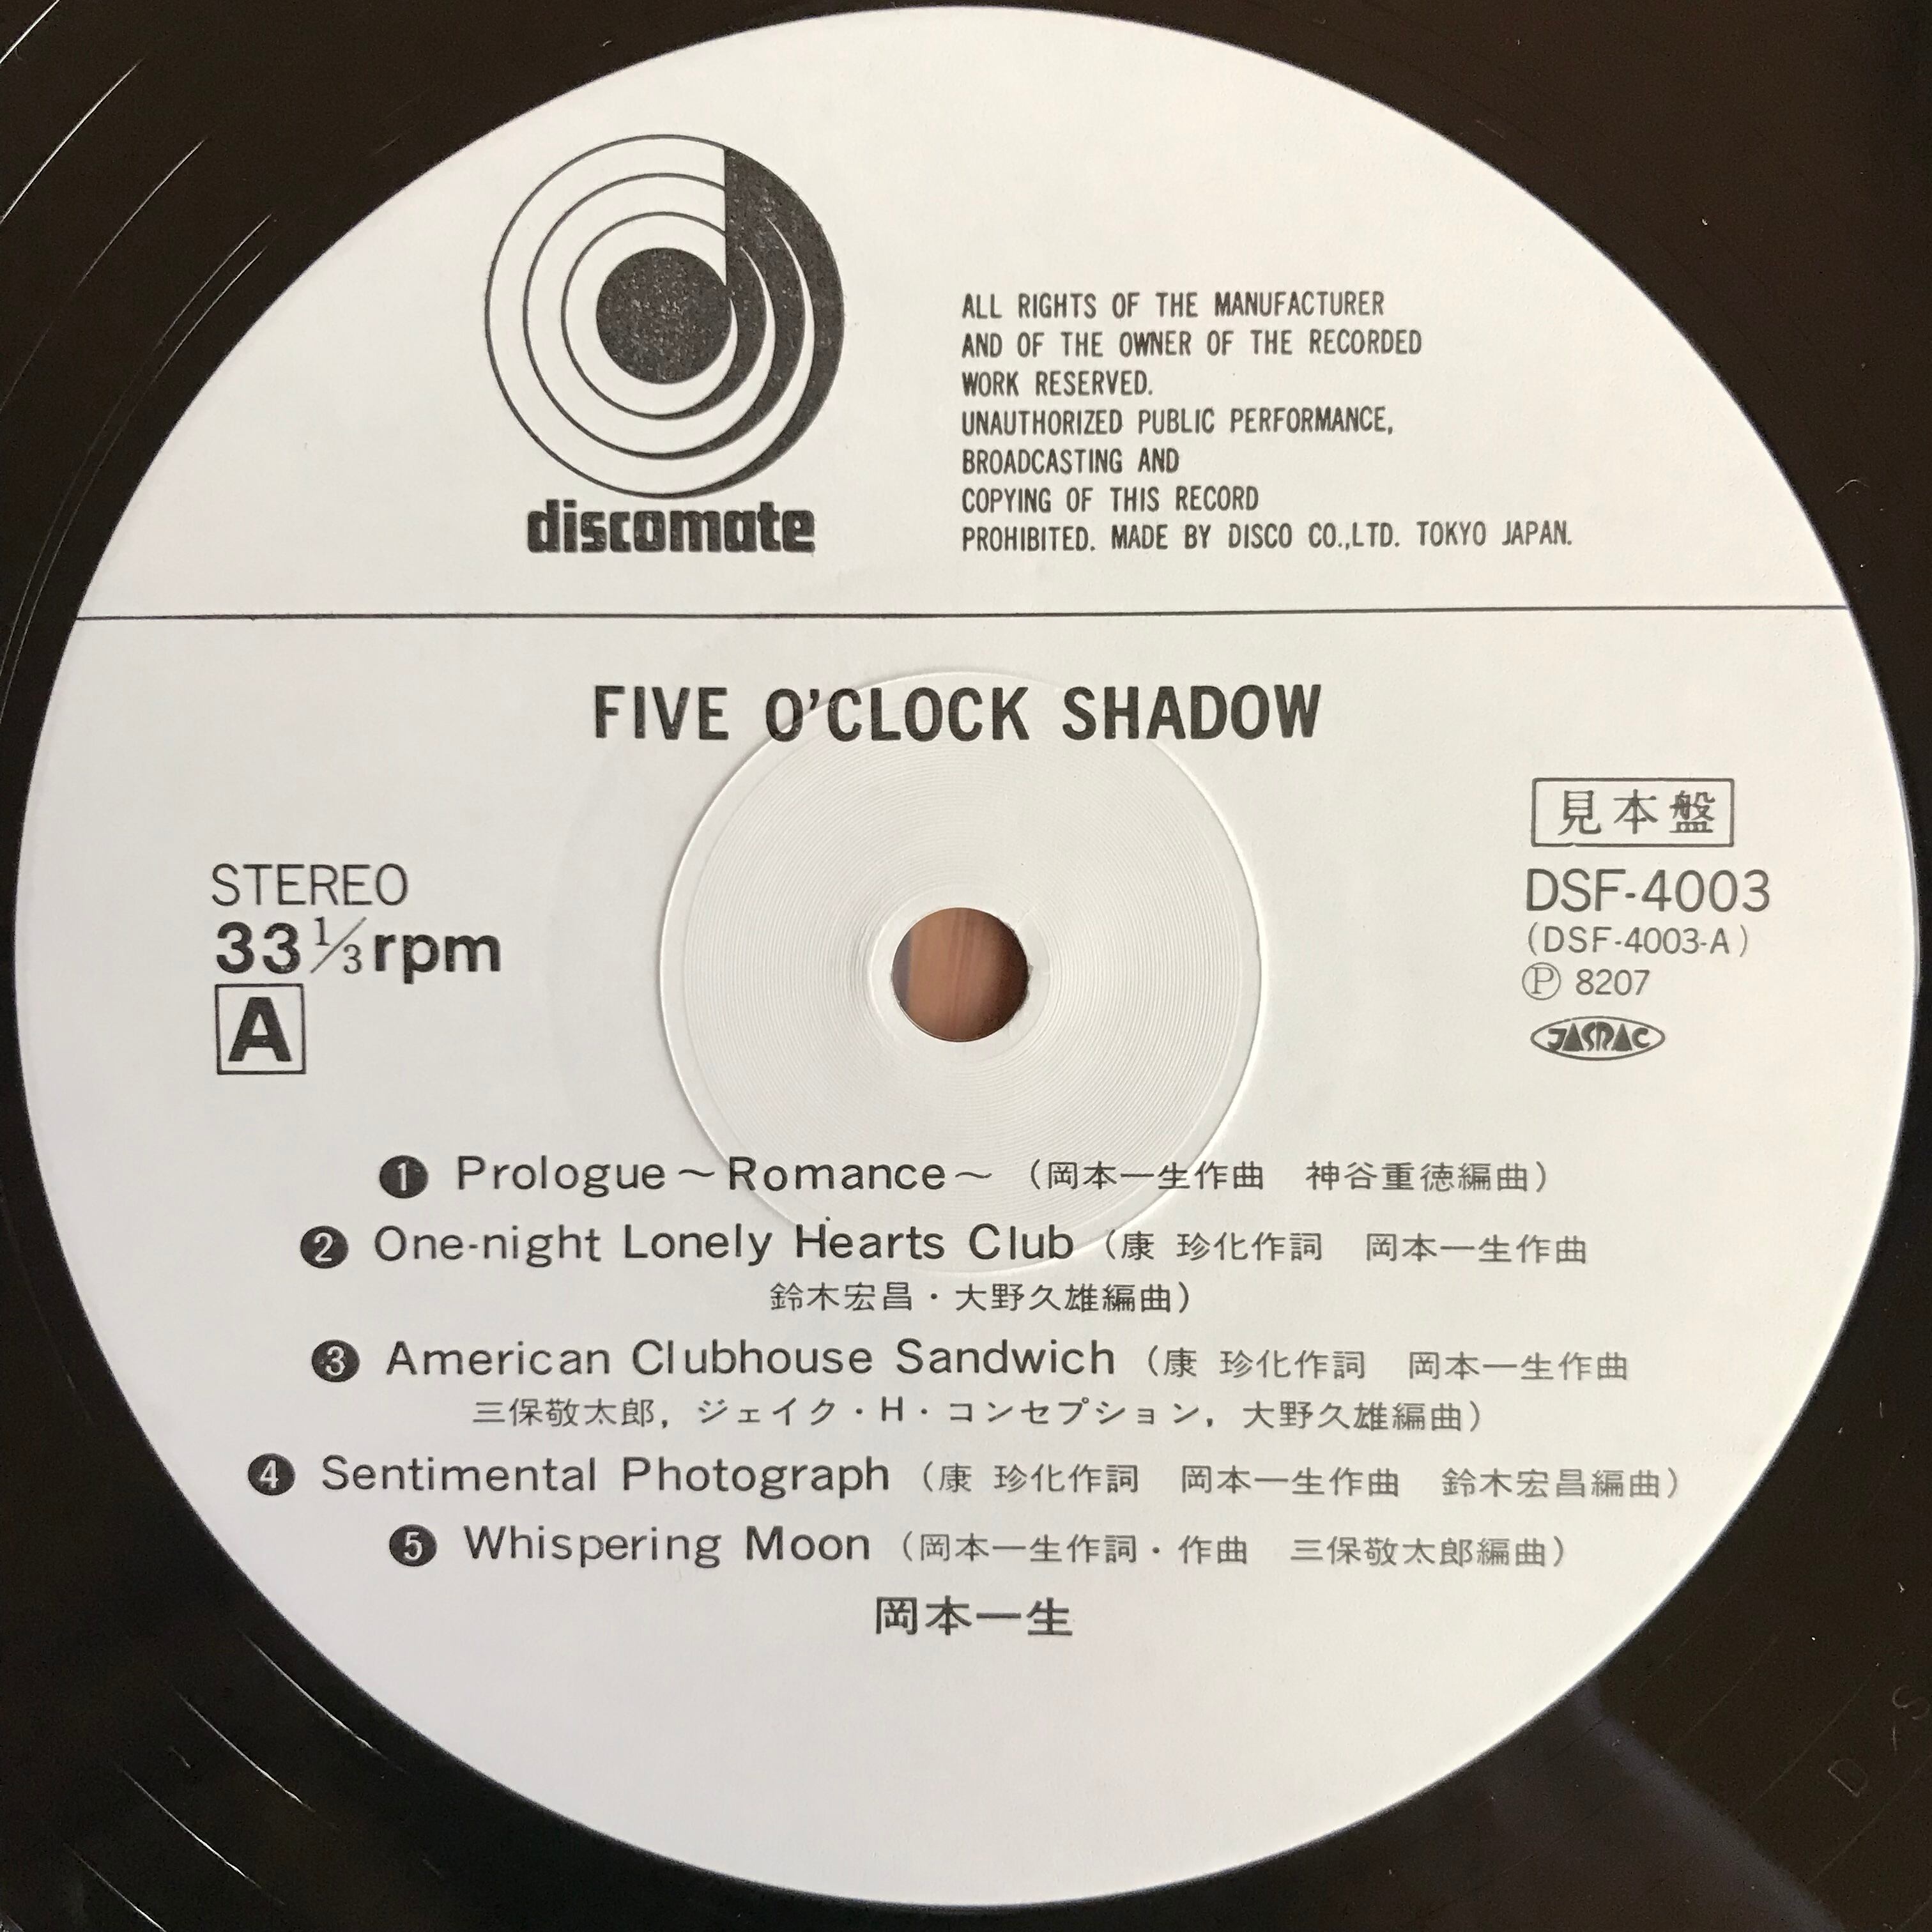 discomate
ALL RIGHTS OF THE MANUFACTURER
AND OF THE OWNER OF THE RECORDED
WORK RESERVED.
UNAUTHORIZED PUBLIC PERFORMANCE,
BROADCASTING AND
COPYING OF THIS RECORD
PROHIBITED. MADE BY DISCO CO.,LTD. TOKYO JAPAN.
FIVE O'CLOCK SHADOW
STEREO
33 1/3 rpm
A
見本盤
DSF-4003
(DSF-4003-A)
Ⓟ 8207
JASRAC
❶ Prologue～Romance～（岡本一生作曲　神谷重徳編曲）
❷ One-night Lonely Hearts Club（康 珍化作詞　岡本一生作曲
鈴木宏昌・大野久雄編曲）
❸ American Clubhouse Sandwich（康 珍化作詞　岡本一生作曲
三保敬太郎，ジェイク・H・コンセプション，大野久雄編曲）
❹ Sentimental Photograph（康 珍化作詞　岡本一生作曲　鈴木宏昌編曲）
❺ Whispering Moon（岡本一生作詞・作曲　三保敬太郎編曲）
岡本一生